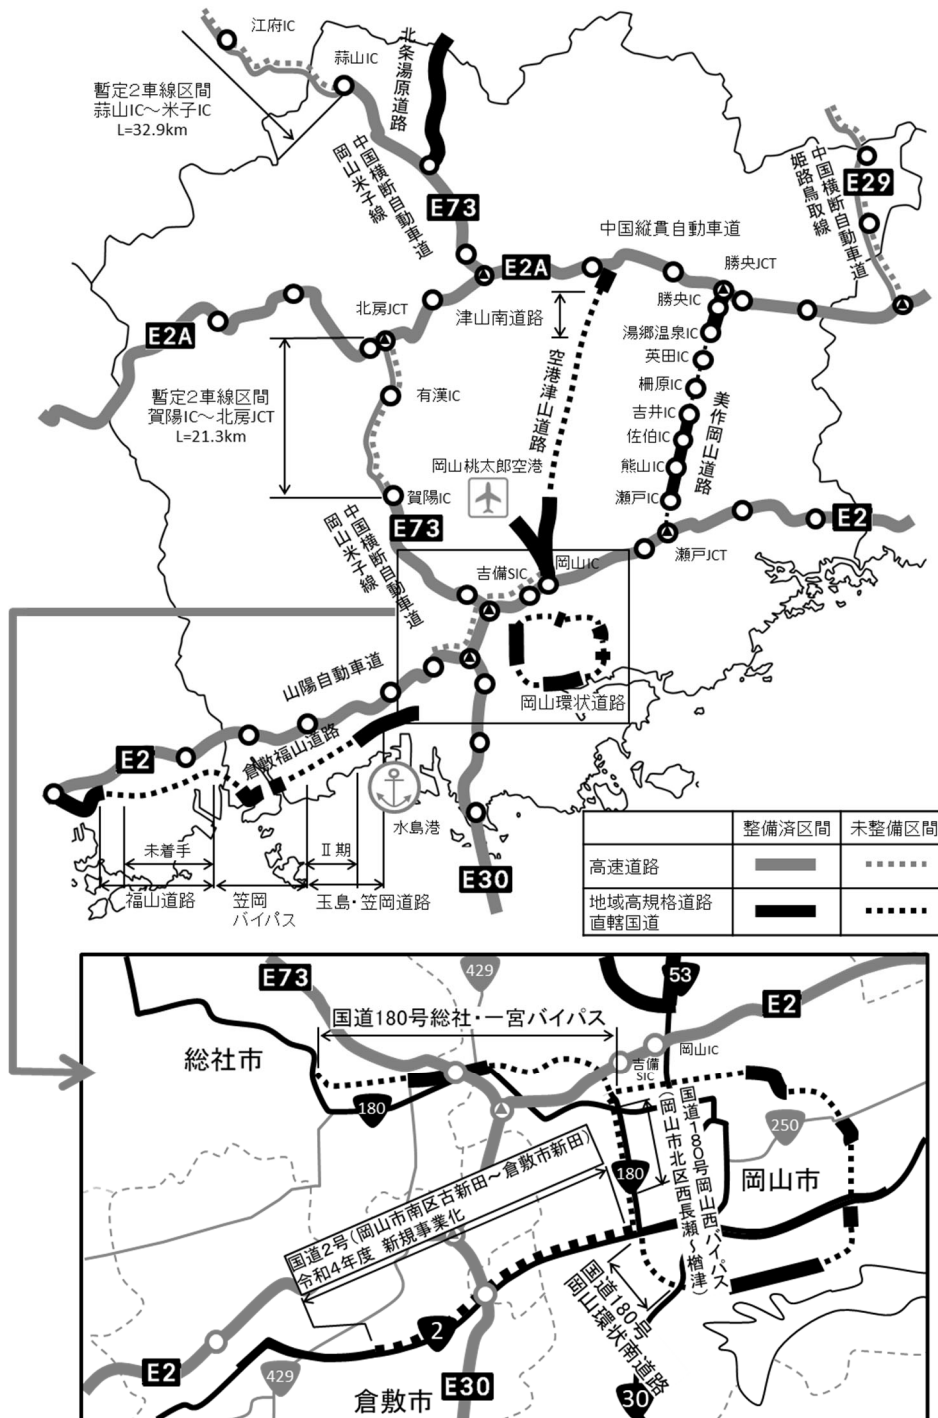 江府IC
蒜山IC
北条湯原道路
暫定2車線区間
蒜山IC～米子IC
L=32.9km
中国横断自動車道
岡山米子線
E73
中国横断自動車道
姫路鳥取線
E29
中国縦貫自動車道
E2A
勝央JCT
北房JCT
津山南道路
勝央IC
E2A
湯郷温泉IC
英田IC
暫定2車線区間
賀陽IC～北房JCT
L=21.3km
有漢IC
空港津山道路
柵原IC
美作岡山道路
吉井IC
佐伯IC
岡山桃太郎空港
熊山IC
賀陽IC
瀬戸IC
E73
E2
中国横断自動車道
岡山米子線
瀬戸JCT
吉備SIC
岡山IC
山陽自動車道
岡山環状道路
倉敷福山道路
E2
水島港
未着手
Ⅱ期
福山道路
笠岡
バイパス
玉島・笠岡道路
E30
整備済区間
未整備区間
高速道路
地域高規格道路
直轄国道
E73
429
53
E2
国道180号総社・一宮バイパス
総社市
吉備
SIC
岡山IC
180
250
国道180号岡山西バイパス
(岡山市北区西長瀬～楢津)
180
岡山市
国道2号(岡山市南区古新田～倉敷市新田)
令和4年度 新規事業化
国道180号
岡山環状南道路
2
E2
429
倉敷市
E30
30